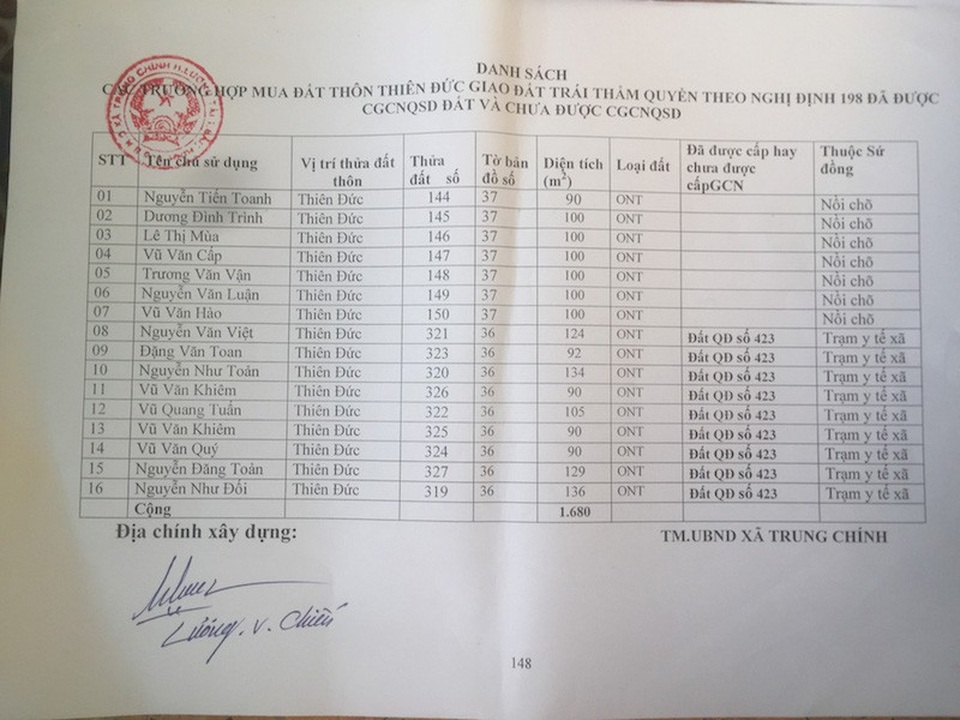 DANH SÁCH
CÁC TRƯỜNG HỢP MUA ĐẤT THÔN THIÊN ĐỨC GIAO ĐẤT TRÁI THẨM QUYỀN THEO NGHỊ ĐỊNH 198 ĐÃ ĐƯỢC
CGCNQSD ĐẤT VÀ CHƯA ĐƯỢC CGCNQSD
STT Tên chủ sử dụng Vị trí thửa đất thôn Thửa đất số Tờ bản đồ số Diện tích (m²) Loại đất Đã được cấp hay chưa được cấpGCN Thuộc Sứ đồng
01 Nguyễn Tiến Toanh Thiên Đức 144 37 90 ONT Nồi chõ
02 Dương Đình Trình Thiên Đức 145 37 100 ONT Nồi chõ
03 Lê Thị Mùa Thiên Đức 146 37 100 ONT Nồi chõ
04 Vũ Văn Cấp Thiên Đức 147 37 100 ONT Nồi chõ
05 Trương Văn Vận Thiên Đức 148 37 100 ONT Nồi chõ
06 Nguyễn Văn Luận Thiên Đức 149 37 100 ONT Nồi chõ
07 Vũ Văn Hào Thiên Đức 150 37 100 ONT Nồi chõ
08 Nguyễn Văn Việt Thiên Đức 321 36 124 ONT Đất QĐ số 423 Trạm y tế xã
09 Đặng Văn Toan Thiên Đức 323 36 92 ONT Đất QĐ số 423 Trạm y tế xã
10 Nguyễn Như Toản Thiên Đức 320 36 134 ONT Đất QĐ số 423 Trạm y tế xã
11 Vũ Văn Khiêm Thiên Đức 326 36 90 ONT Đất QĐ số 423 Trạm y tế xã
12 Vũ Quang Tuấn Thiên Đức 322 36 105 ONT Đất QĐ số 423 Trạm y tế xã
13 Vũ Văn Khiêm Thiên Đức 325 36 90 ONT Đất QĐ số 423 Trạm y tế xã
14 Vũ Văn Quý Thiên Đức 324 36 90 ONT Đất QĐ số 423 Trạm y tế xã
15 Nguyễn Đăng Toản Thiên Đức 327 36 129 ONT Đất QĐ số 423 Trạm y tế xã
16 Nguyễn Như Đối Thiên Đức 319 36 136 ONT Đất QĐ số 423 Trạm y tế xã
Cộng 1.680
Địa chính xây dựng: TM.UBND XÃ TRUNG CHÍNH
V. Chiến
148